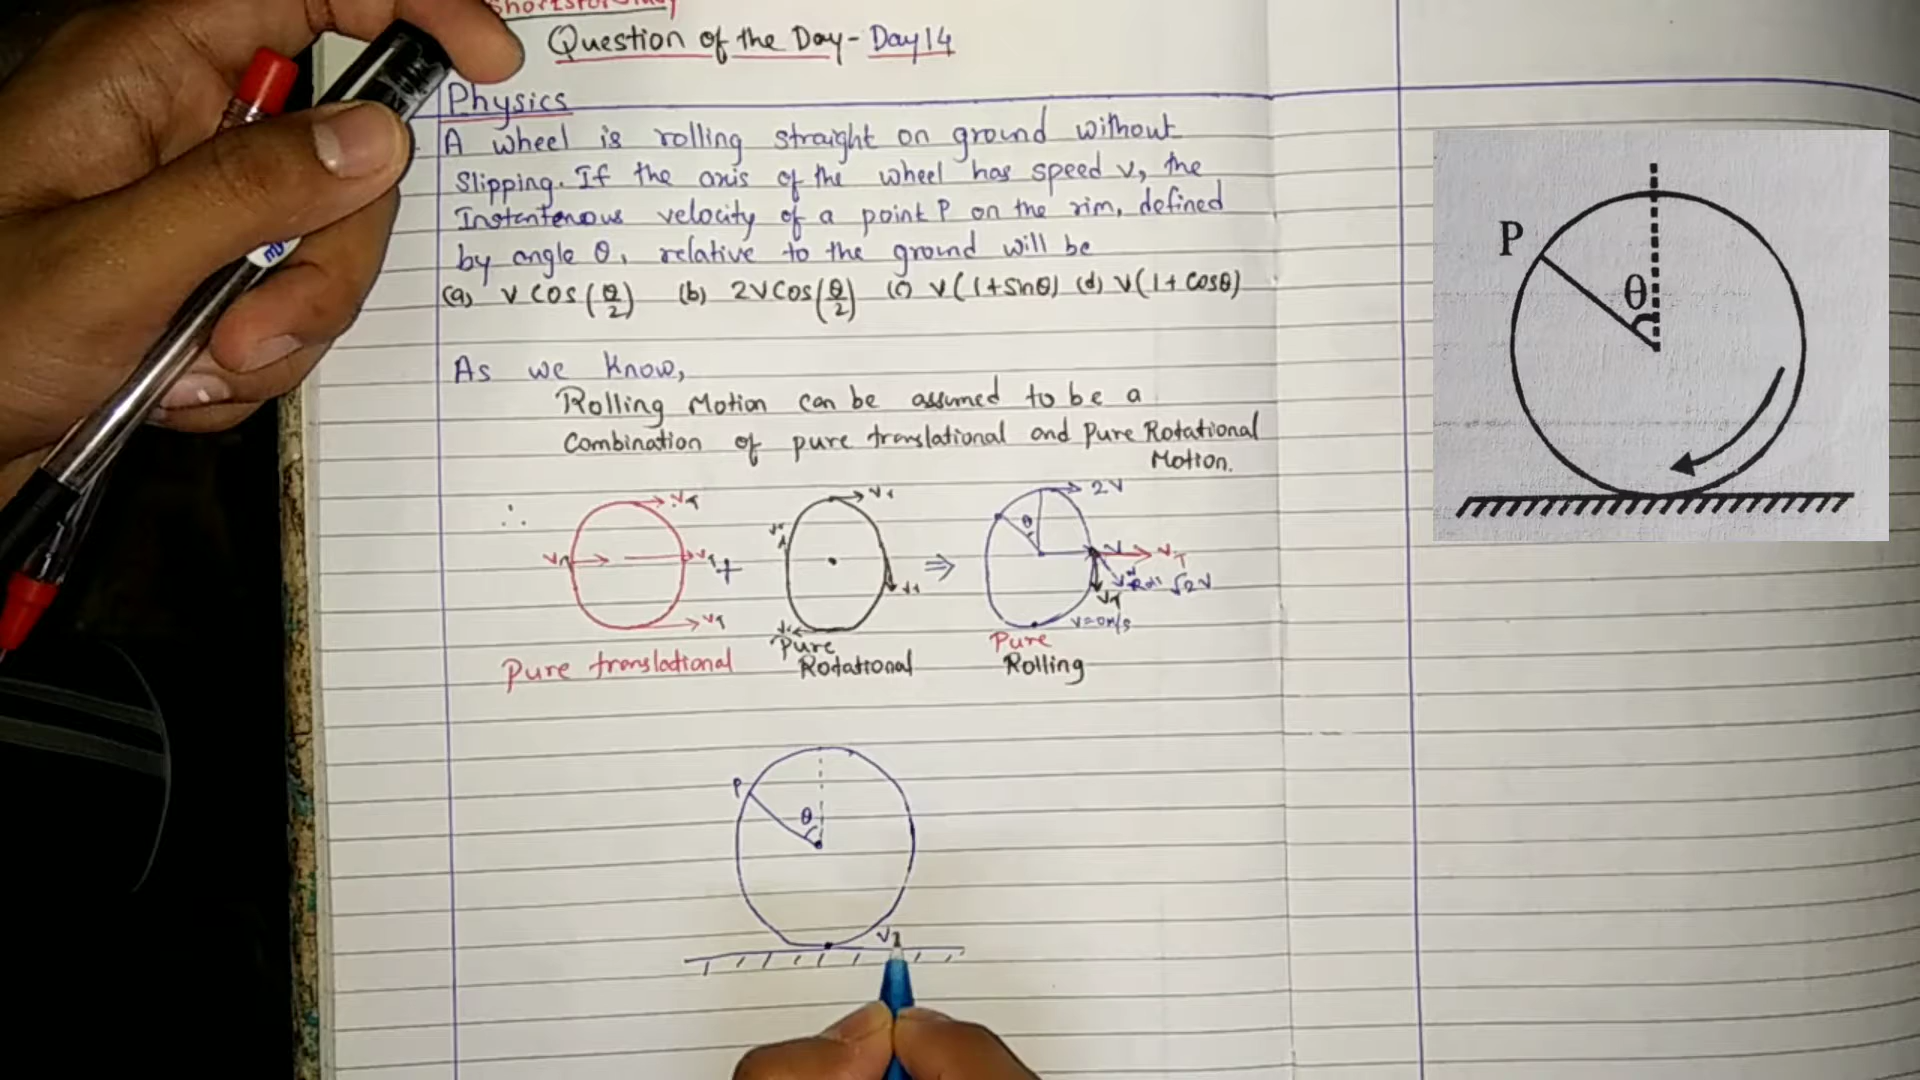 Question of the Day - Day 14
Physics
A wheel is rolling straight on ground without
slipping. If the axis of the wheel has speed v, the
Instentenous velocity of a point P on the rim, defined
by angle θ, relative to the ground will be
(a) v cos(θ/2) (b) 2v cos(θ/2) (c) v(1+sinθ) (d) v(1+cosθ)
As we know,
Rolling Motion can be assumed to be a
Combination of pure translational and Pure Rotational
Motion.
∴ + ⇒
2V
θ
√2V
V=0m/s
Pure translational
Pure
Rotational
Pure
Rolling
P
θ
P
θ